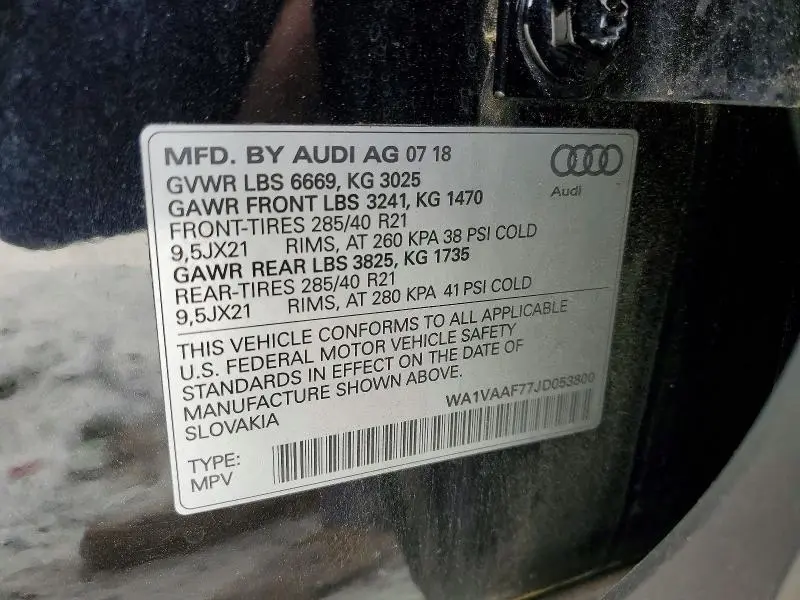 MFD. BY AUDI AG 07 18
GVWR LBS 6669, KG 3025
GAWR FRONT LBS 3241, KG 1470
FRONT-TIRES 285/40 R21
9,5JX21 RIMS, AT 260 KPA 38 PSI COLD
GAWR REAR LBS 3825, KG 1735
REAR-TIRES 285/40 R21
9,5JX21 RIMS, AT 280 KPA 41 PSI COLD
Audi
THIS VEHICLE CONFORMS TO ALL APPLICABLE
U.S. FEDERAL MOTOR VEHICLE SAFETY
STANDARDS IN EFFECT ON THE DATE OF
MANUFACTURE SHOWN ABOVE.
SLOVAKIA
WA1VAAF77JD053800
TYPE:
MPV